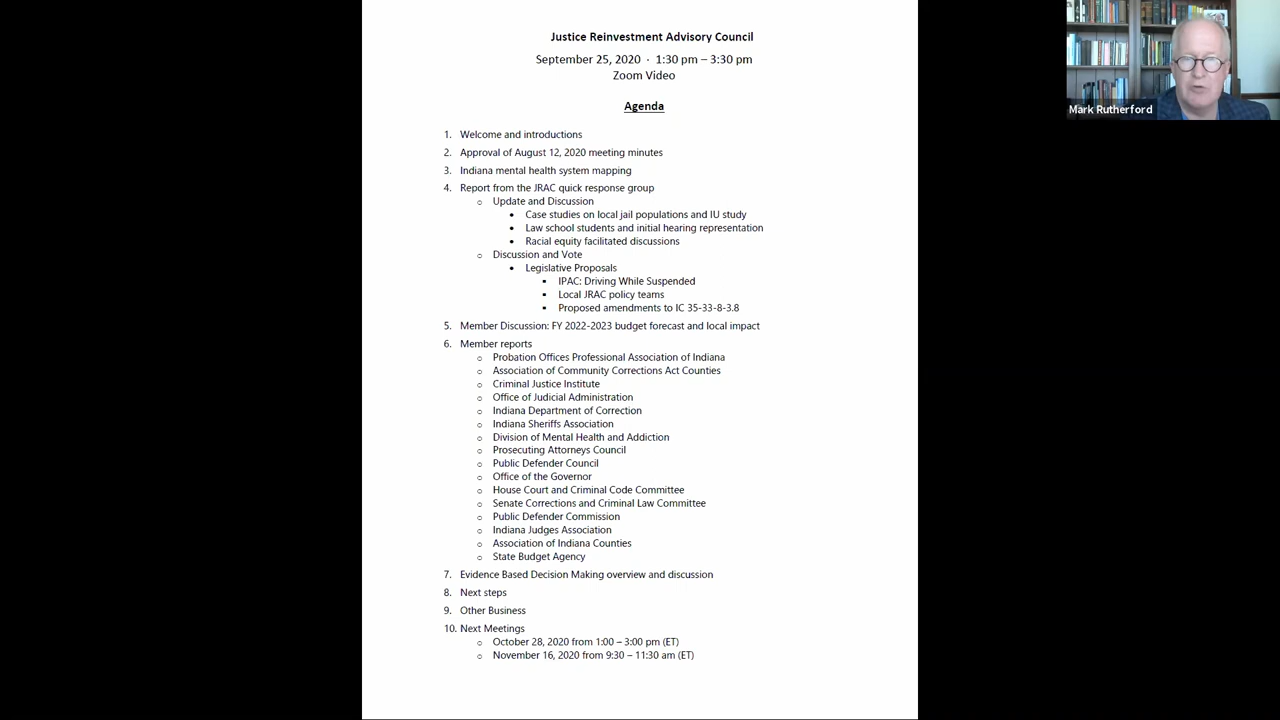 Justice Reinvestment Advisory Council
September 25, 2020 · 1:30 pm – 3:30 pm
Zoom Video
Agenda
1. Welcome and introductions
2. Approval of August 12, 2020 meeting minutes
3. Indiana mental health system mapping
4. Report from the JRAC quick response group
o Update and Discussion
• Case studies on local jail populations and IU study
• Law school students and initial hearing representation
• Racial equity facilitated discussions
o Discussion and Vote
• Legislative Proposals
▪ IPAC: Driving While Suspended
▪ Local JRAC policy teams
▪ Proposed amendments to IC 35-33-8-3.8
5. Member Discussion: FY 2022-2023 budget forecast and local impact
6. Member reports
o Probation Offices Professional Association of Indiana
o Association of Community Corrections Act Counties
o Criminal Justice Institute
o Office of Judicial Administration
o Indiana Department of Correction
o Indiana Sheriffs Association
o Division of Mental Health and Addiction
o Prosecuting Attorneys Council
o Public Defender Council
o Office of the Governor
o House Court and Criminal Code Committee
o Senate Corrections and Criminal Law Committee
o Public Defender Commission
o Indiana Judges Association
o Association of Indiana Counties
o State Budget Agency
7. Evidence Based Decision Making overview and discussion
8. Next steps
9. Other Business
10. Next Meetings
o October 28, 2020 from 1:00 – 3:00 pm (ET)
o November 16, 2020 from 9:30 – 11:30 am (ET)
Mark Rutherford